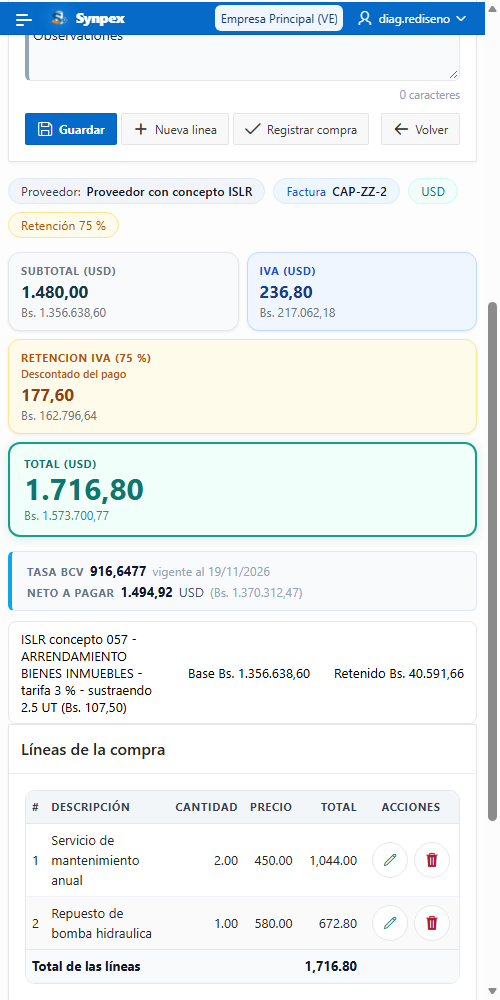 Synpex
Empresa Principal (VE)
diag.rediseno
Observaciones
0 caracteres
Guardar
Nueva linea
Registrar compra
Volver
Proveedor: Proveedor con concepto ISLR
Factura CAP-ZZ-2
USD
Retención 75 %
SUBTOTAL (USD)
1.480,00
Bs. 1.356.638,60
IVA (USD)
236,80
Bs. 217.062,18
RETENCION IVA (75 %)
Descontado del pago
177,60
Bs. 162.796,64
TOTAL (USD)
1.716,80
Bs. 1.573.700,77
TASA BCV 916,6477 vigente al 19/11/2026
NETO A PAGAR 1.494,92 USD (Bs. 1.370.312,47)
ISLR concepto 057 -
ARRENDAMIENTO
BIENES INMUEBLES -
tarifa 3 % - sustraendo
2.5 UT (Bs. 107,50)
Base Bs. 1.356.638,60
Retenido Bs. 40.591,66
Líneas de la compra
# DESCRIPCIÓN CANTIDAD PRECIO TOTAL ACCIONES
1 Servicio de mantenimiento anual 2.00 450.00 1,044.00
2 Repuesto de bomba hidraulica 1.00 580.00 672.80
Total de las líneas 1,716.80